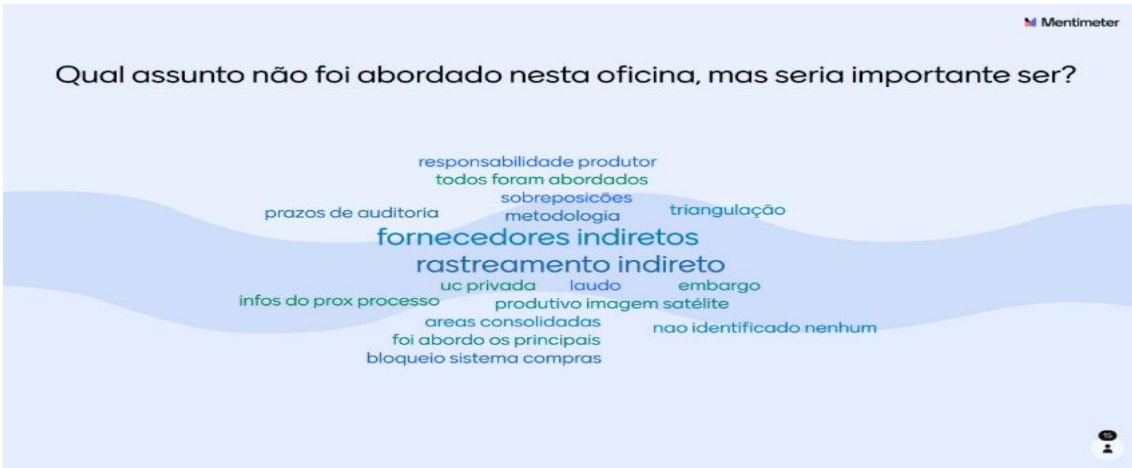 Mentimeter
Qual assunto não foi abordado nesta oficina, mas seria importante ser?
responsabilidade produtor
todos foram abordados
sobreposicões
prazos de auditoria
metodologia
triangulação
fornecedores indiretos
rastreamento indireto
uc privada
laudo
embargo
infos do prox processo
produtivo imagem satélite
areas consolidadas
nao identificado nenhum
foi abordo os principais
bloqueio sistema compras
15